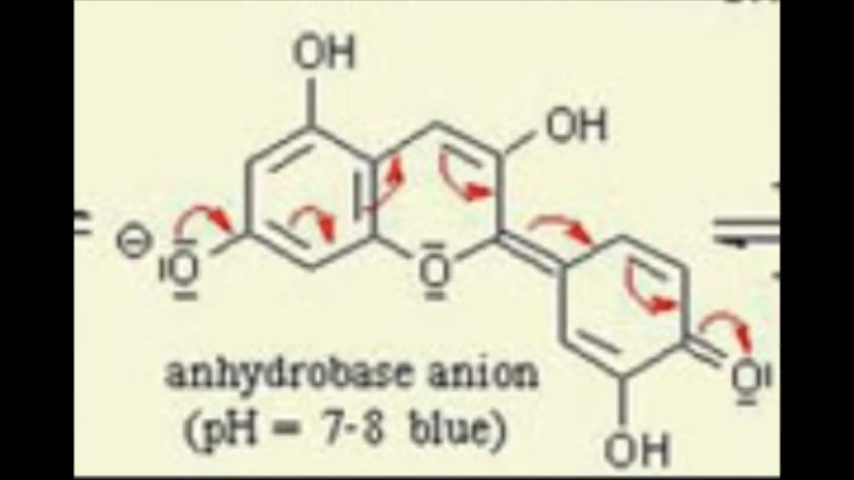 OH
OH
⊖ |O
O
O|
OH
anhydrobase anion
(pH = 7-8 blue)